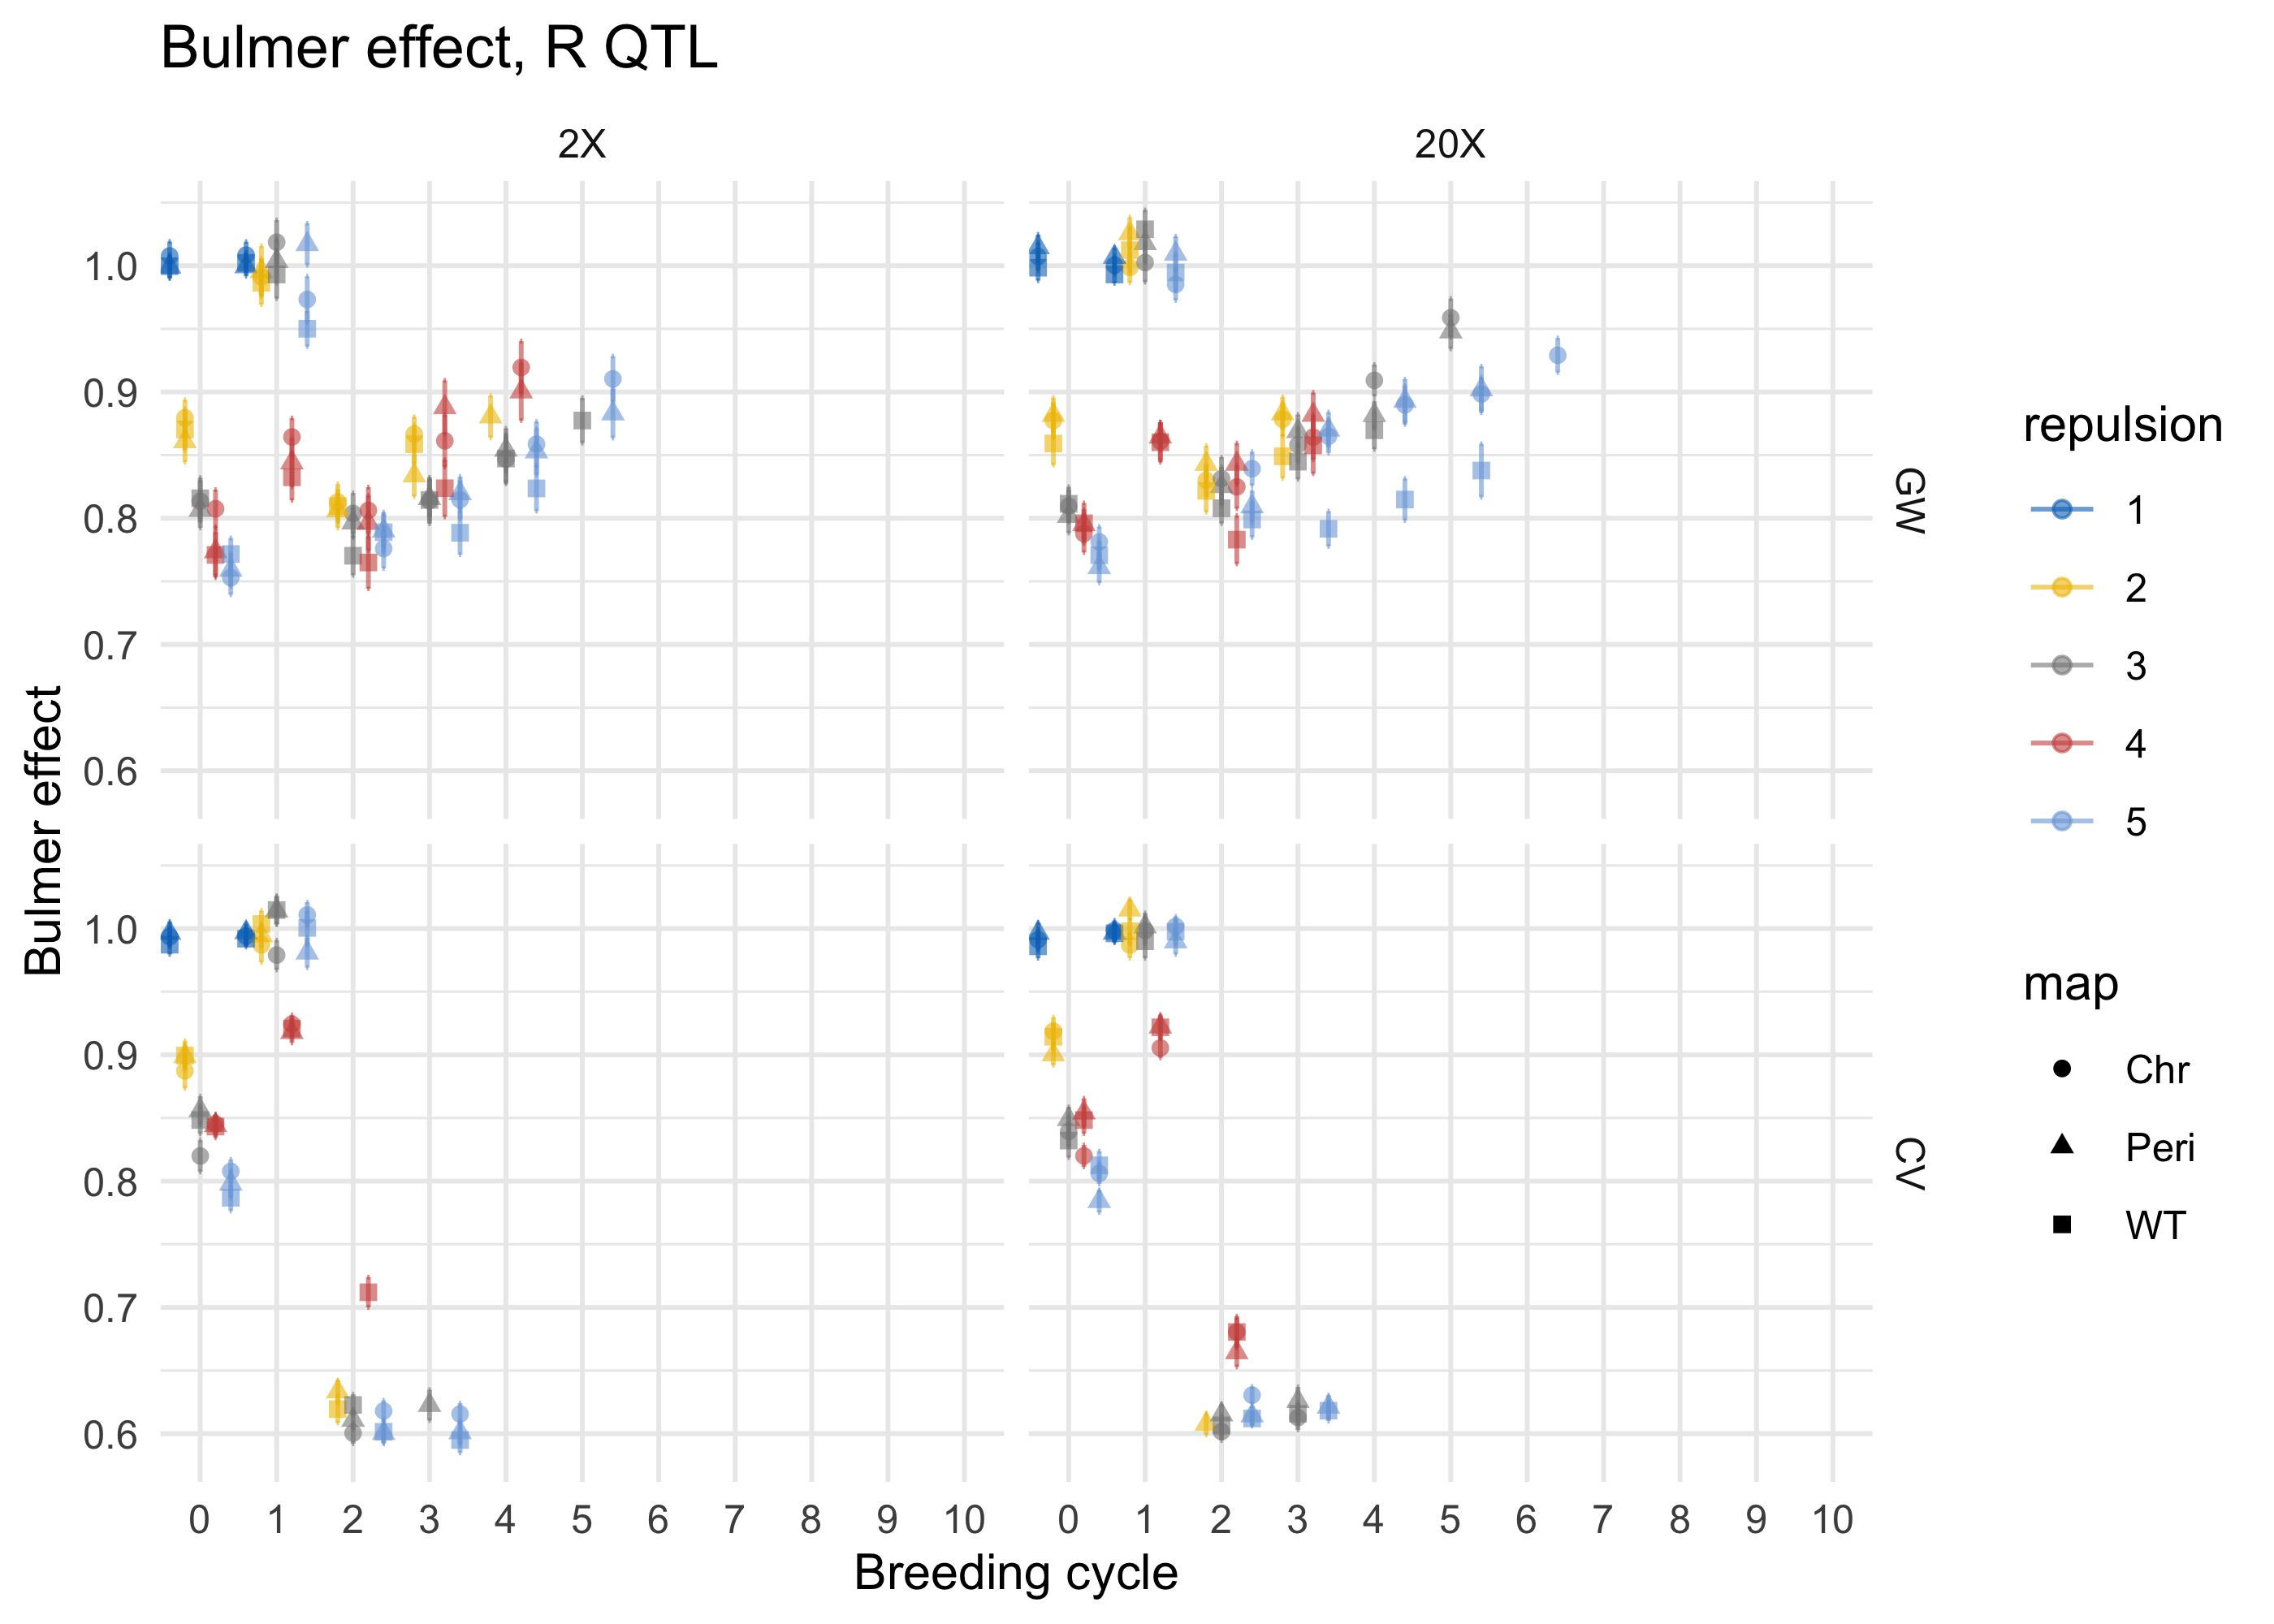 Bulmer effect, R QTL
2X
20X
1.0
0.9
0.8
0.7
0.6
GW
Bulmer effect
1.0
0.9
0.8
0.7
0.6
CV
0 1 2 3 4 5 6 7 8 9 10
0 1 2 3 4 5 6 7 8 9 10
Breeding cycle
repulsion
1
2
3
4
5
map
Chr
Peri
WT